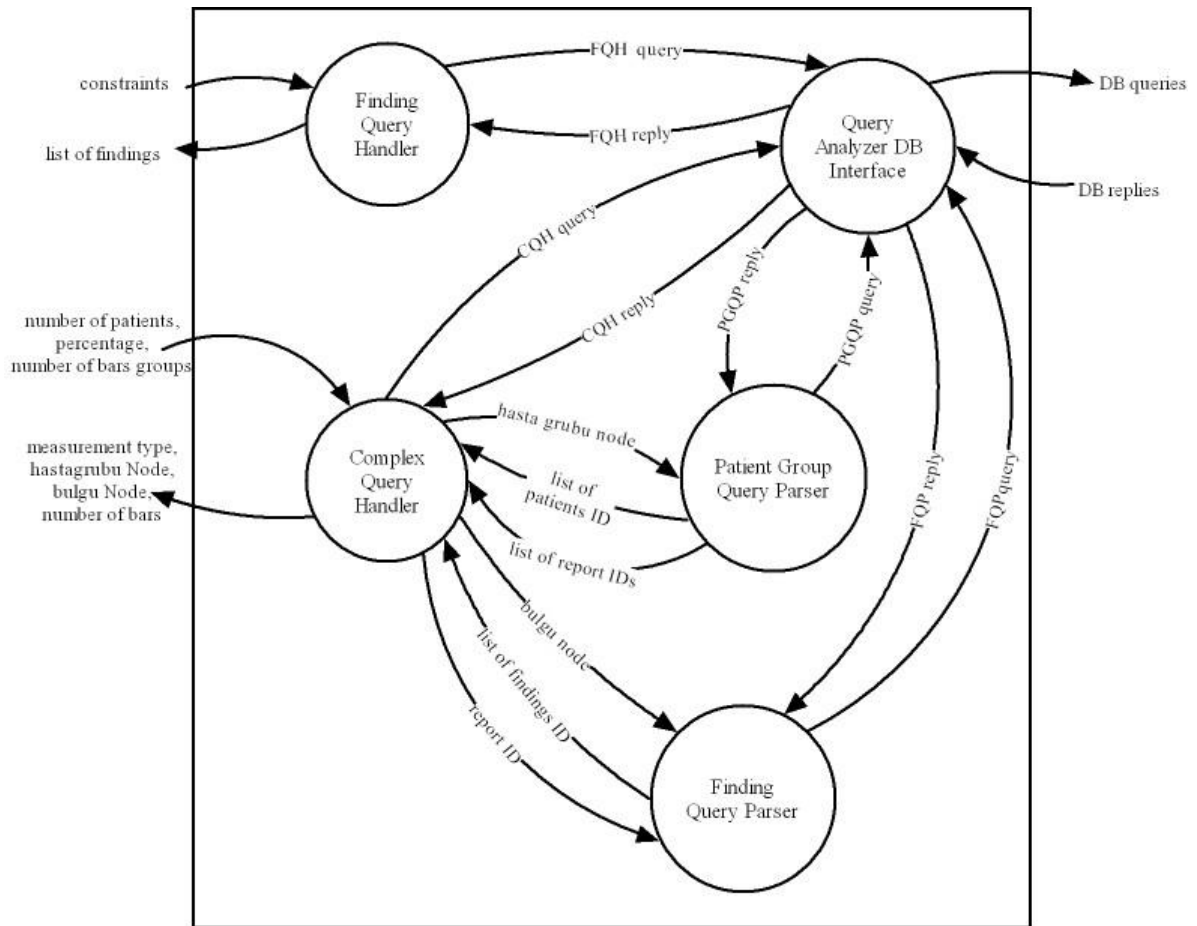 FQH query
constraints
DB queries
Finding
Query
Handler
Query
Analyzer DB
Interface
FQH reply
list of findings
DB replies
CQH query
PGQP reply
CQH reply
PGQP query
number of patients,
percentage,
number of bars groups
hasta grubu node
measurement type,
hastagrubu Node,
bulgu Node,
number of bars
Complex
Query
Handler
list of
patients ID
Patient Group
Query Parser
FQP reply
FQP query
list of report IDs
bulgu node
list of findings ID
report ID
Finding
Query Parser